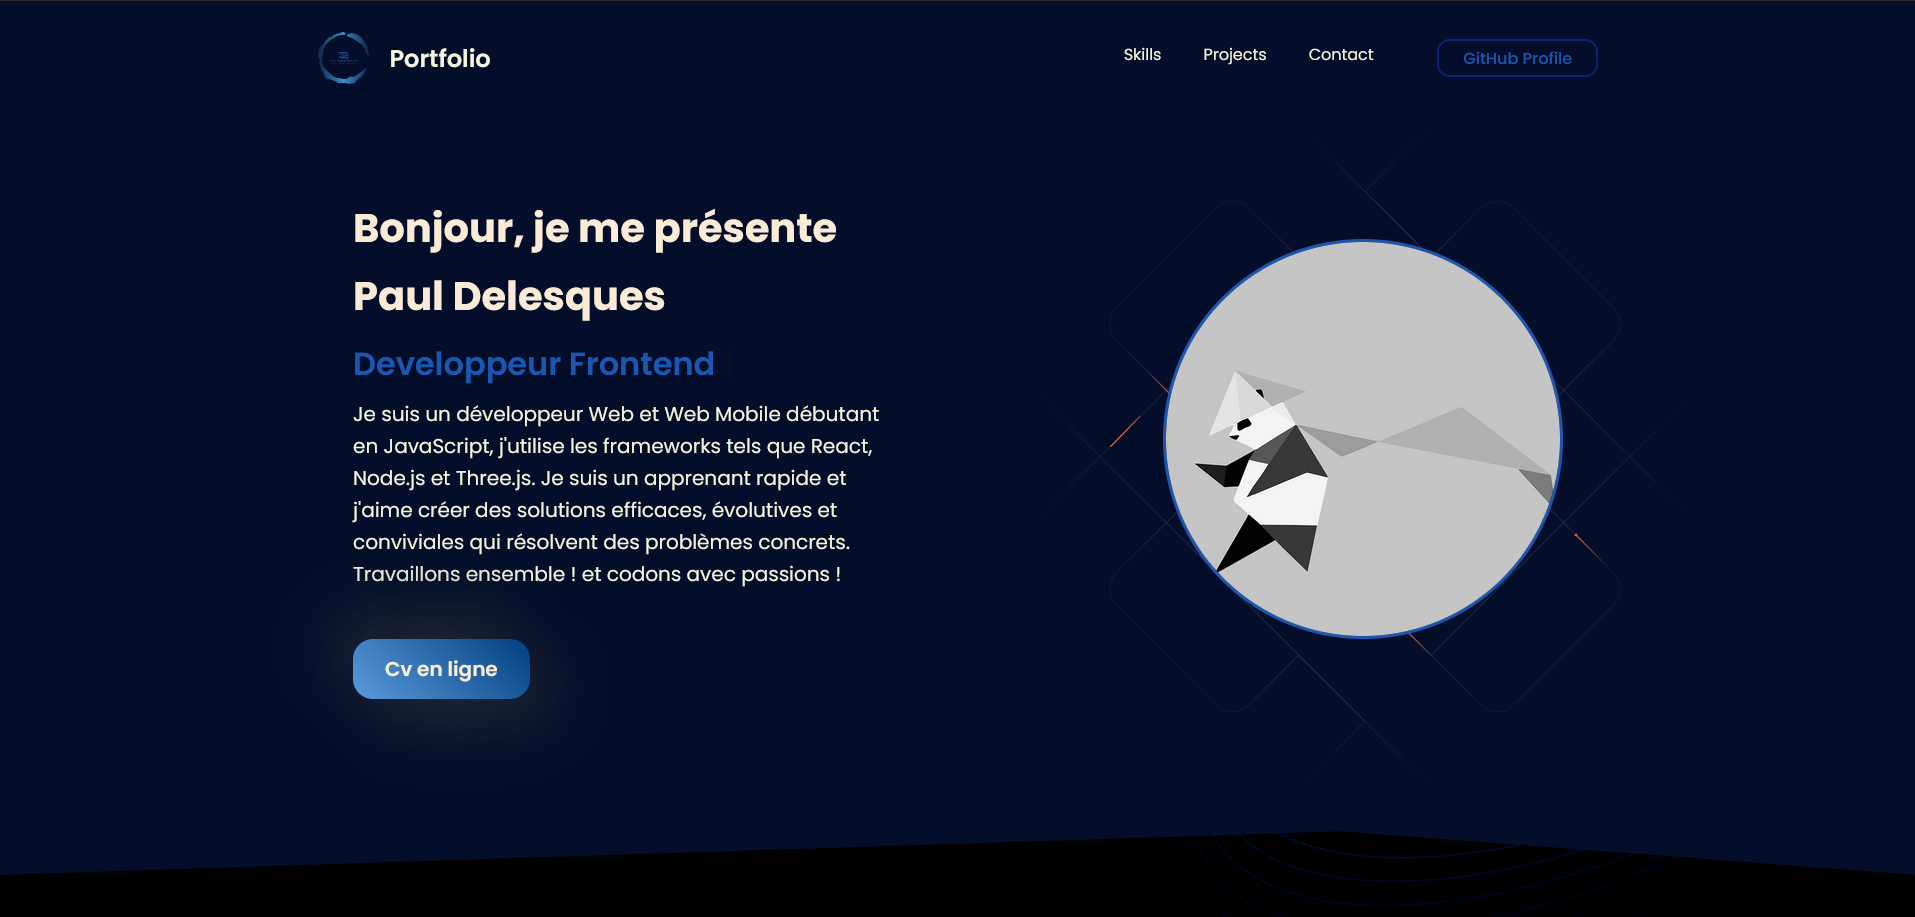 Portfolio
Skills
Projects
Contact
GitHub Profile
Bonjour, je me présente
Paul Delesques
Developpeur Frontend
Je suis un développeur Web et Web Mobile débutant
en JavaScript, j'utilise les frameworks tels que React,
Node.js et Three.js. Je suis un apprenant rapide et
j'aime créer des solutions efficaces, évolutives et
conviviales qui résolvent des problèmes concrets.
Travaillons ensemble ! et codons avec passions !
Cv en ligne